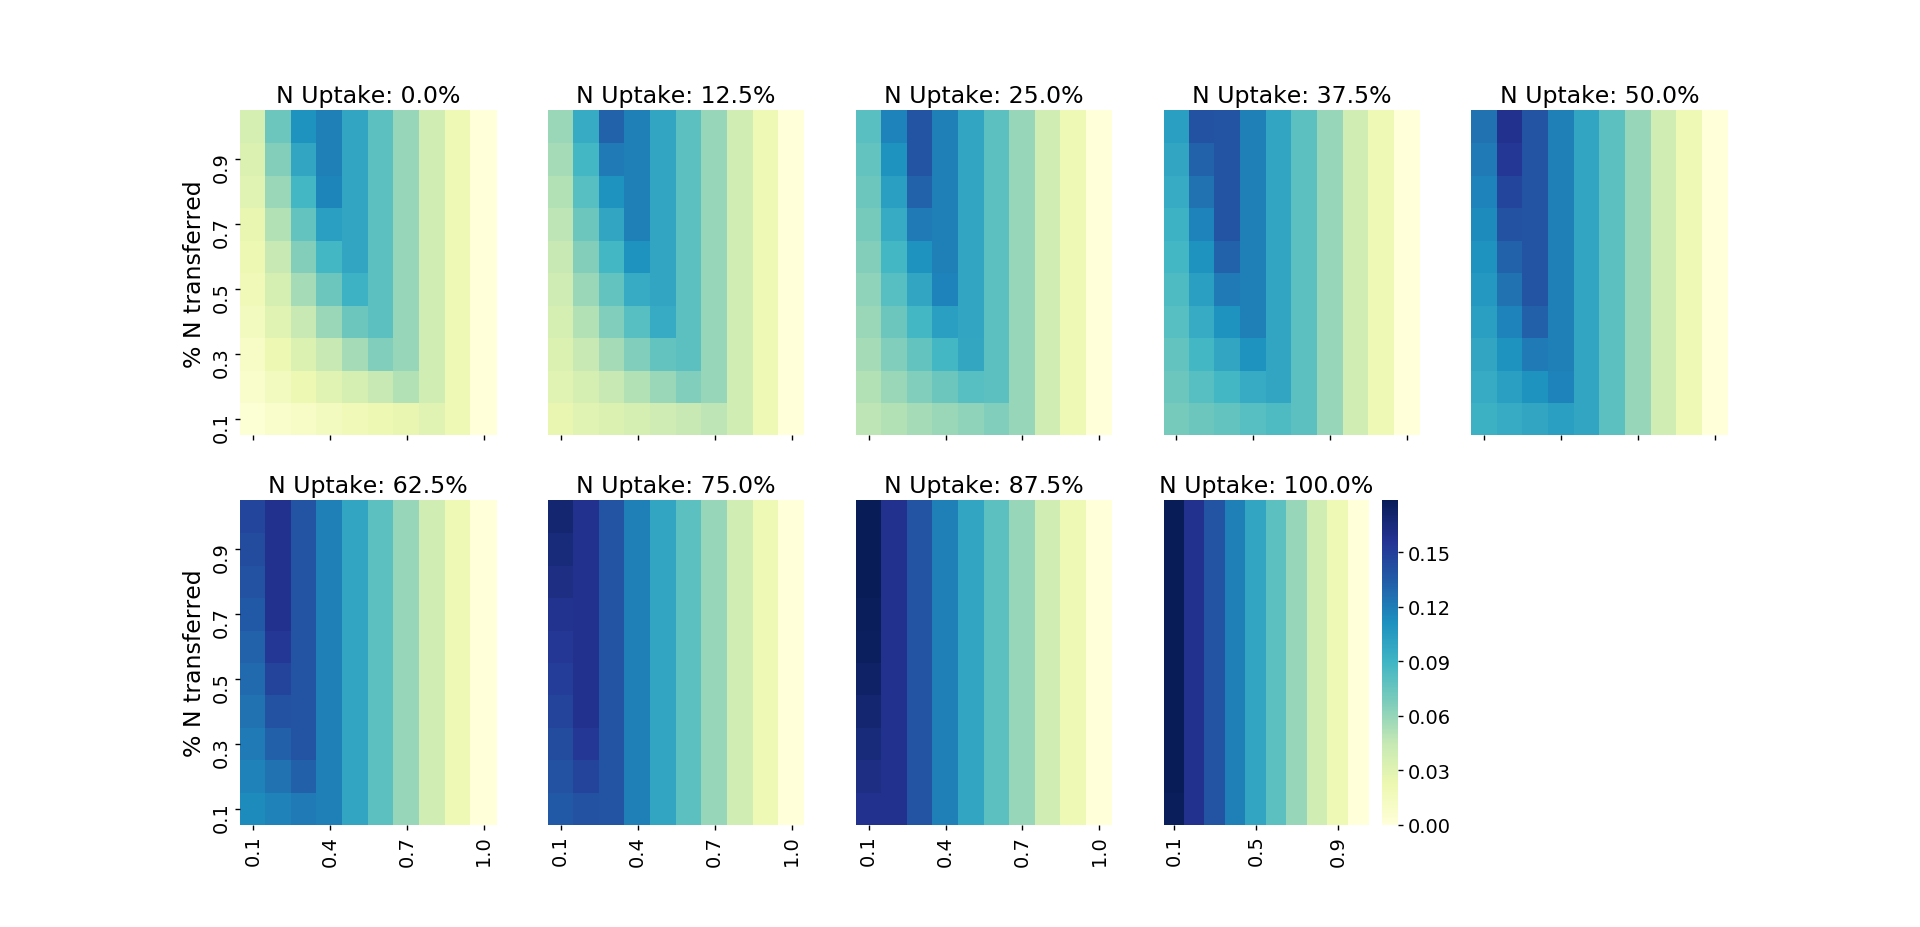 N Uptake: 0.0%
N Uptake: 12.5%
N Uptake: 25.0%
N Uptake: 37.5%
N Uptake: 50.0%
% N transferred
0.9
0.7
0.5
0.3
0.1
N Uptake: 62.5%
N Uptake: 75.0%
N Uptake: 87.5%
N Uptake: 100.0%
% N transferred
0.9
0.7
0.5
0.3
0.1
0.1 0.4 0.7 1.0
0.1 0.4 0.7 1.0
0.1 0.4 0.7 1.0
0.1 0.5 0.9
0.15
0.12
0.09
0.06
0.03
0.00